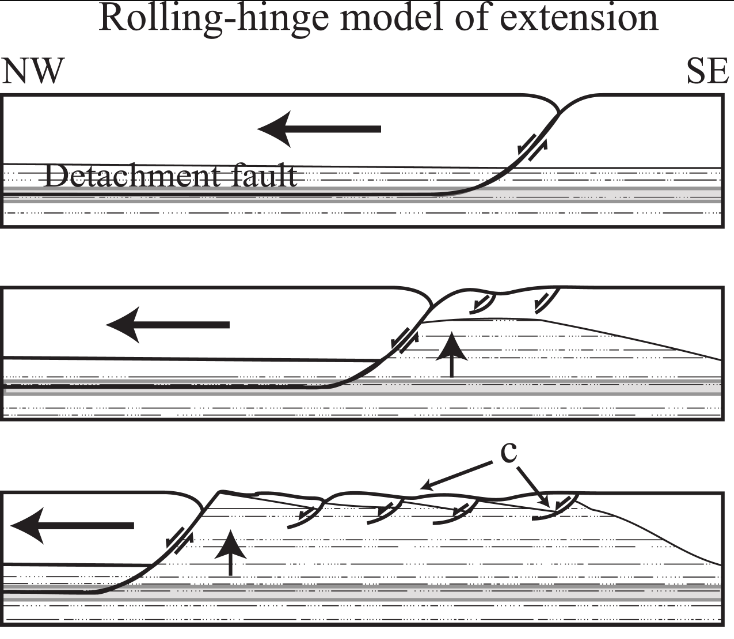 Rolling-hinge model of extension
NW
SE
Detachment fault
c